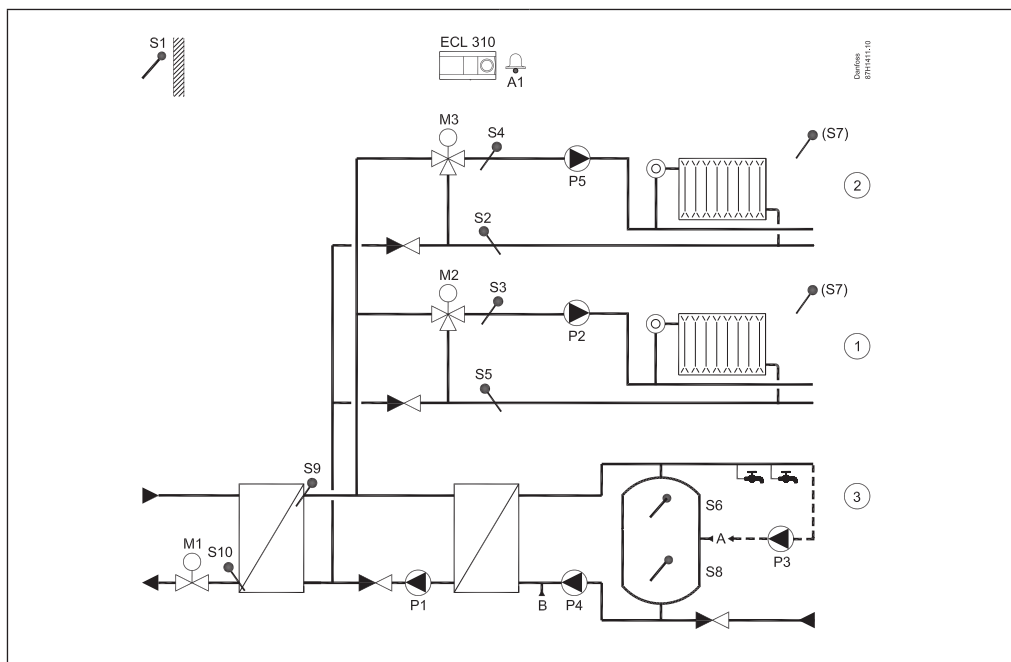 S1
ECL 310
A1
Danfoss
87H1411.10
M3
S4
P5
(S7)
2
S2
M2
S3
P2
(S7)
1
S5
S9
3
S6
A
P3
M1
S10
S8
P1
B
P4